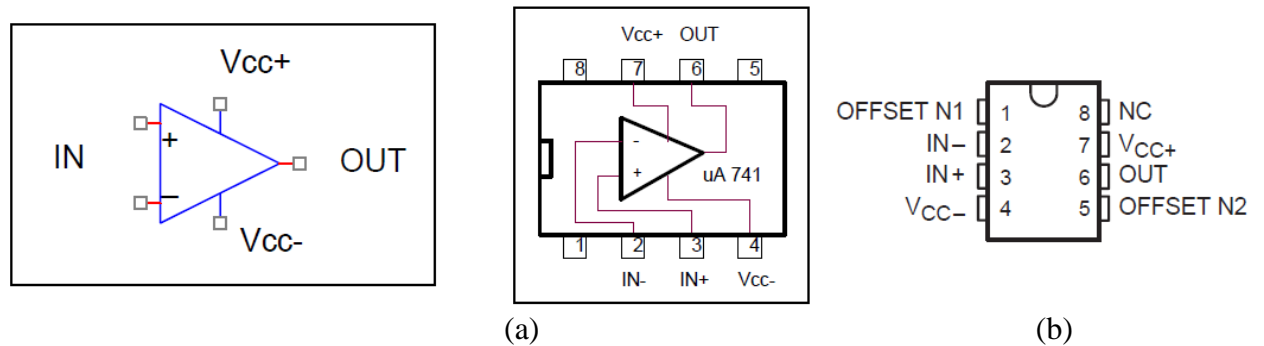 Vcc+
IN
+
−
OUT
Vcc-
Vcc+ OUT
8 7 6 5
-
+
uA 741
1 2 3 4
IN- IN+ Vcc-
OFFSET N1 1 8 NC
IN− 2 7 VCC+
IN+ 3 6 OUT
VCC− 4 5 OFFSET N2
(a) (b)